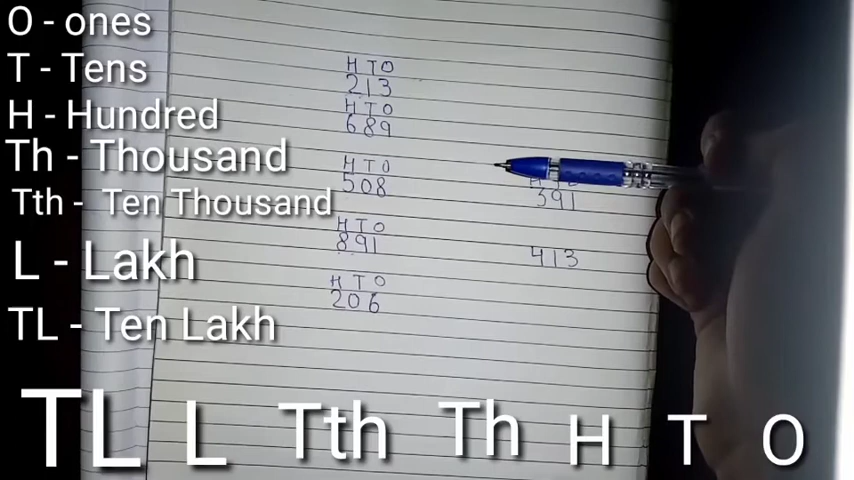 O - ones
T - Tens
H - Hundred
Th - Thousand
Tth - Ten Thousand
L - Lakh
TL - Ten Lakh
H T O
213
H T O
689
H T O
508
H T O
891
H T O
206
391
413
TL L Tth Th H T O